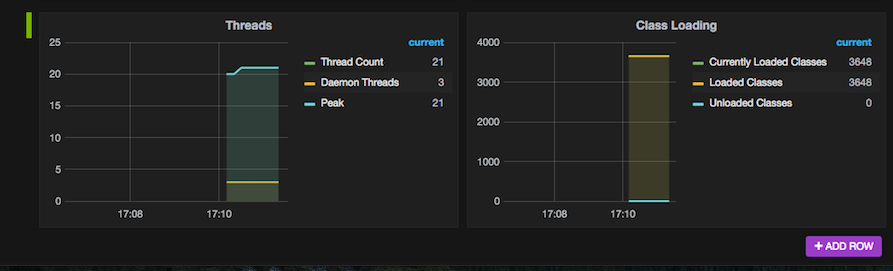 Threads
25
20
15
10
5
0
17:08 17:10
current
Thread Count 21
Daemon Threads 3
Peak 21
Class Loading
4000
3000
2000
1000
0
17:08 17:10
current
Currently Loaded Classes 3648
Loaded Classes 3648
Unloaded Classes 0
+ ADD ROW